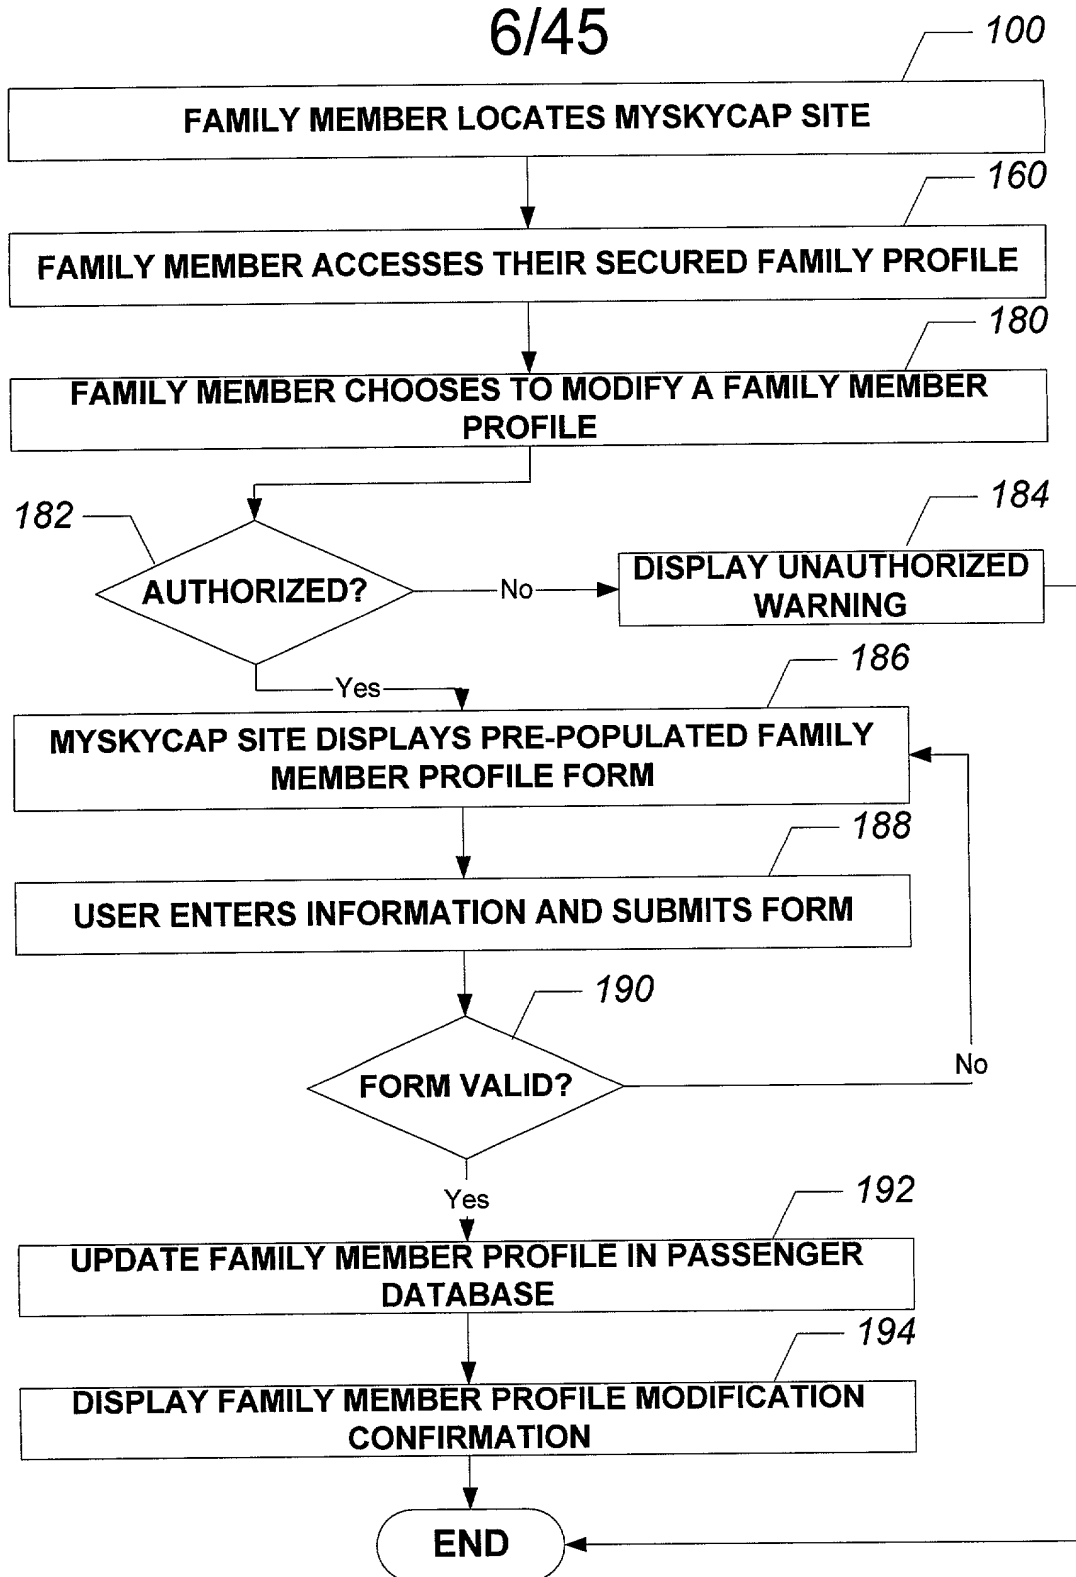 6/45
100
FAMILY MEMBER LOCATES MYSKYCAP SITE
160
FAMILY MEMBER ACCESSES THEIR SECURED FAMILY PROFILE
180
FAMILY MEMBER CHOOSES TO MODIFY A FAMILY MEMBER
PROFILE
182
184
AUTHORIZED?
No
DISPLAY UNAUTHORIZED
WARNING
Yes
186
MYSKYCAP SITE DISPLAYS PRE-POPULATED FAMILY
MEMBER PROFILE FORM
188
USER ENTERS INFORMATION AND SUBMITS FORM
190
FORM VALID?
No
Yes
192
UPDATE FAMILY MEMBER PROFILE IN PASSENGER
DATABASE
194
DISPLAY FAMILY MEMBER PROFILE MODIFICATION
CONFIRMATION
END